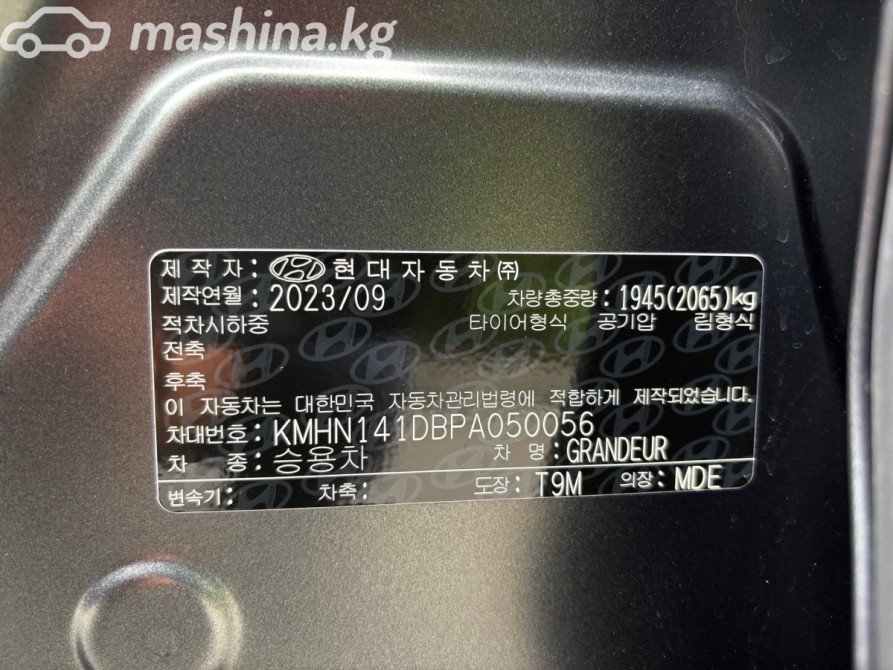 mashina.kg
제 작 자 : 현 대 자 동 차 ㈜
제작연월 : 2023/09 차량총중량 : 1945(2065)kg
적차시하중 타이어형식 공기압 림형식
전축
후축
이 자동차는 대한민국 자동차관리법령에 적합하게 제작되었습니다.
차대번호 : KMHN141DBPA050056
차 종 : 승용차 차 명 : GRANDEUR
변속기 : 차축 : 도장 : T9M 의장 : MDE